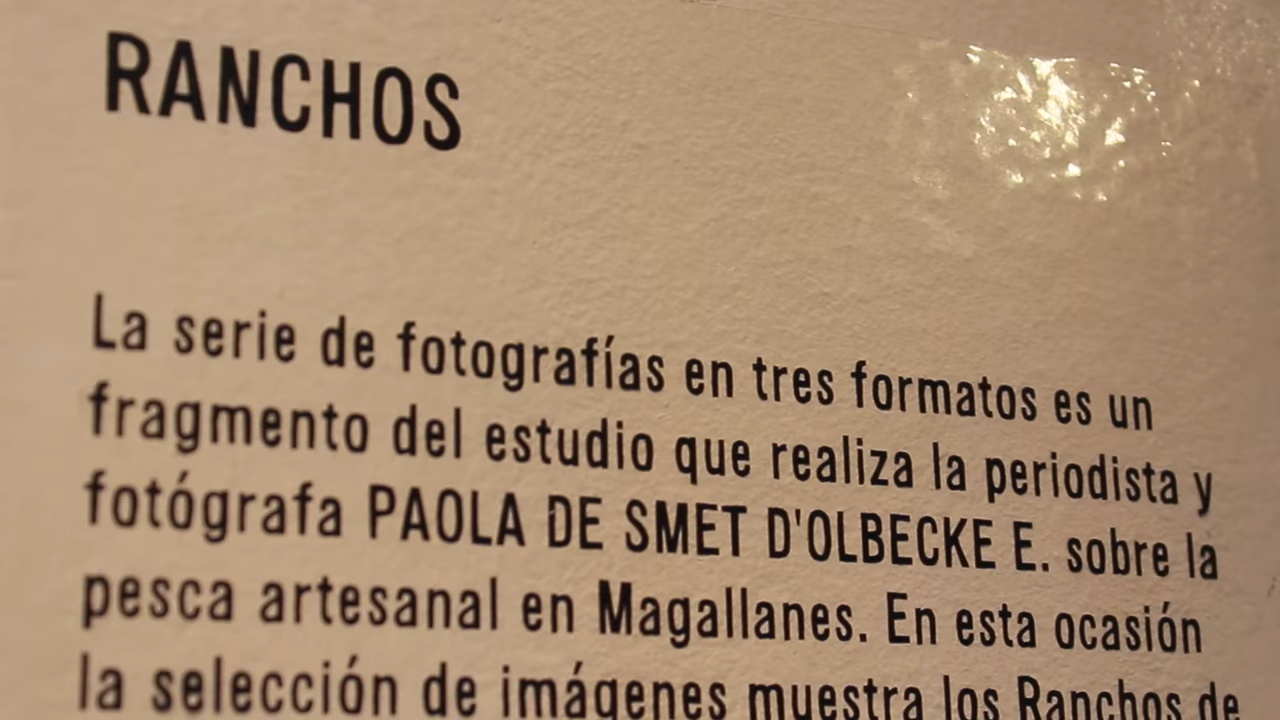 RANCHOS
La serie de fotografías en tres formatos es un
fragmento del estudio que realiza la periodista y
fotógrafa PAOLA DE SMET D'OLBECKE E. sobre la
pesca artesanal en Magallanes. En esta ocasión
la selección de imágenes muestra los Ranchos de